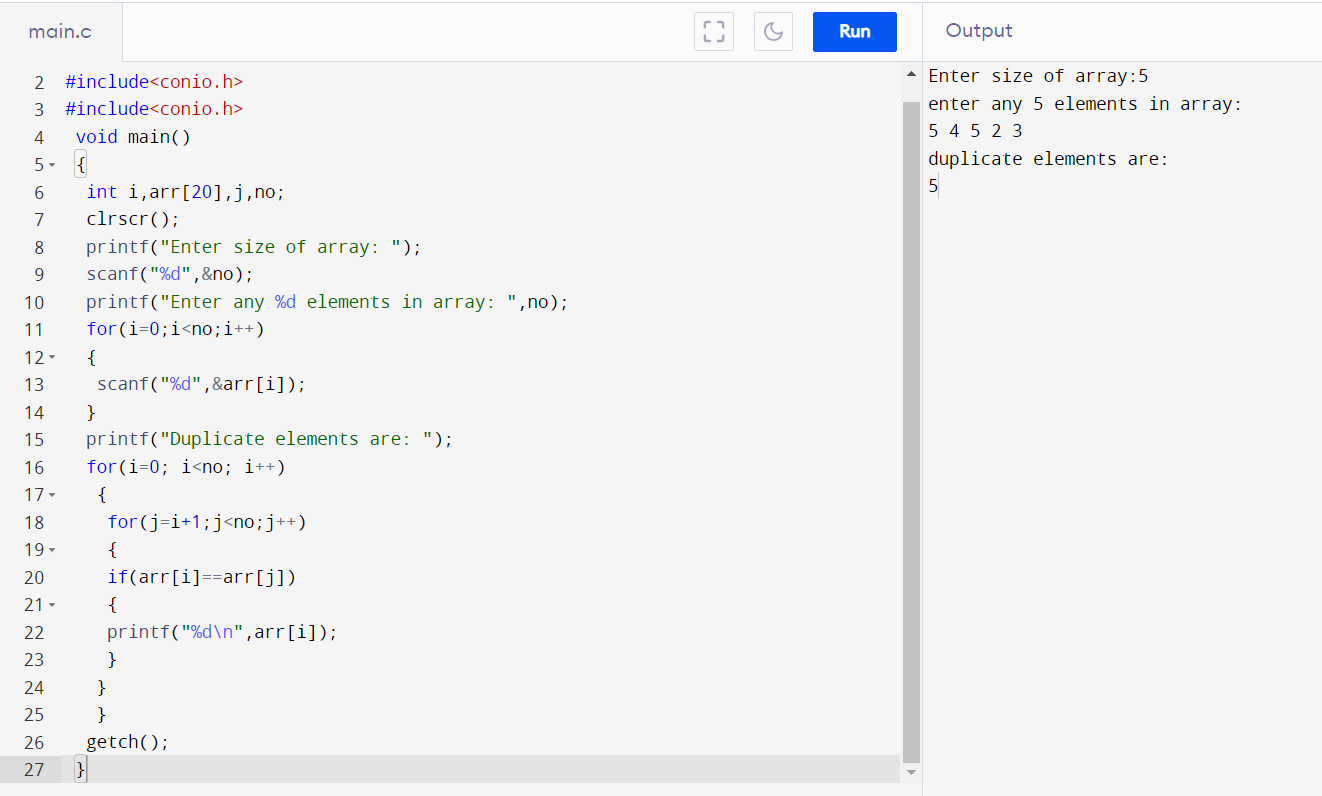 main.c
Run
Output
2 #include<conio.h>
3 #include<conio.h>
4 void main()
5 {
6 int i,arr[20],j,no;
7 clrscr();
8 printf("Enter size of array: ");
9 scanf("%d",&no);
10 printf("Enter any %d elements in array: ",no);
11 for(i=0;i<no;i++)
12 {
13 scanf("%d",&arr[i]);
14 }
15 printf("Duplicate elements are: ");
16 for(i=0; i<no; i++)
17 {
18 for(j=i+1;j<no;j++)
19 {
20 if(arr[i]==arr[j])
21 {
22 printf("%d\n",arr[i]);
23 }
24 }
25 }
26 getch();
27 }
Enter size of array:5
enter any 5 elements in array:
5 4 5 2 3
duplicate elements are:
5